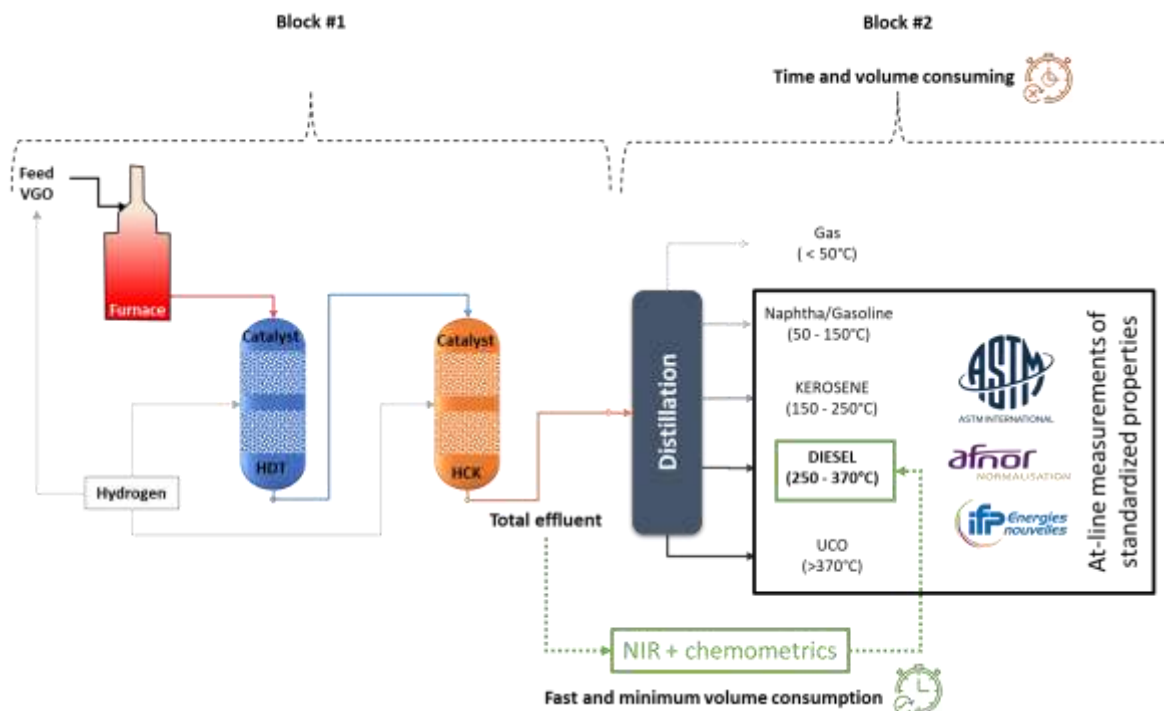 Block #1
Block #2
Time and volume consuming
Feed
VGO
Furnace
Catalyst
HDT
Catalyst
HCK
Hydrogen
Total effluent
Distillation
Gas
( < 50°C)
Naphtha/Gasoline
(50 - 150°C)
KEROSENE
(150 - 250°C)
DIESEL
(250 - 370°C)
UCO
(>370°C)
ASTM
ASTM INTERNATIONAL
afnor
NORMALISATION
ifp Énergies
nouvelles
At-line measurements of
standardized properties
NIR + chemometrics
Fast and minimum volume consumption